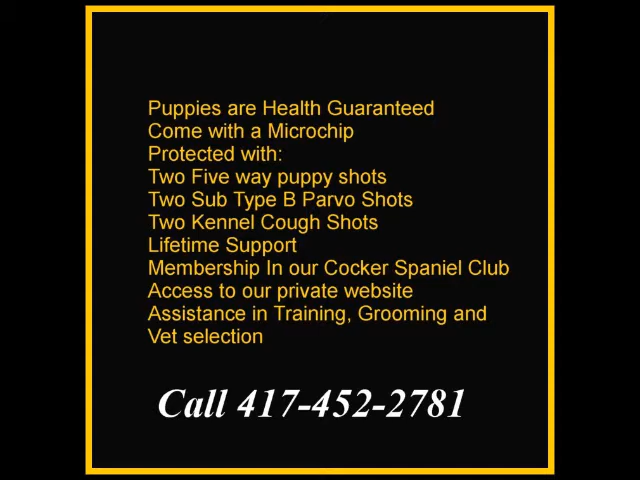 Puppies are Health Guaranteed
Come with a Microchip
Protected with:
Two Five way puppy shots
Two Sub Type B Parvo Shots
Two Kennel Cough Shots
Lifetime Support
Membership In our Cocker Spaniel Club
Access to our private website
Assistance in Training, Grooming and
Vet selection
Call 417-452-2781